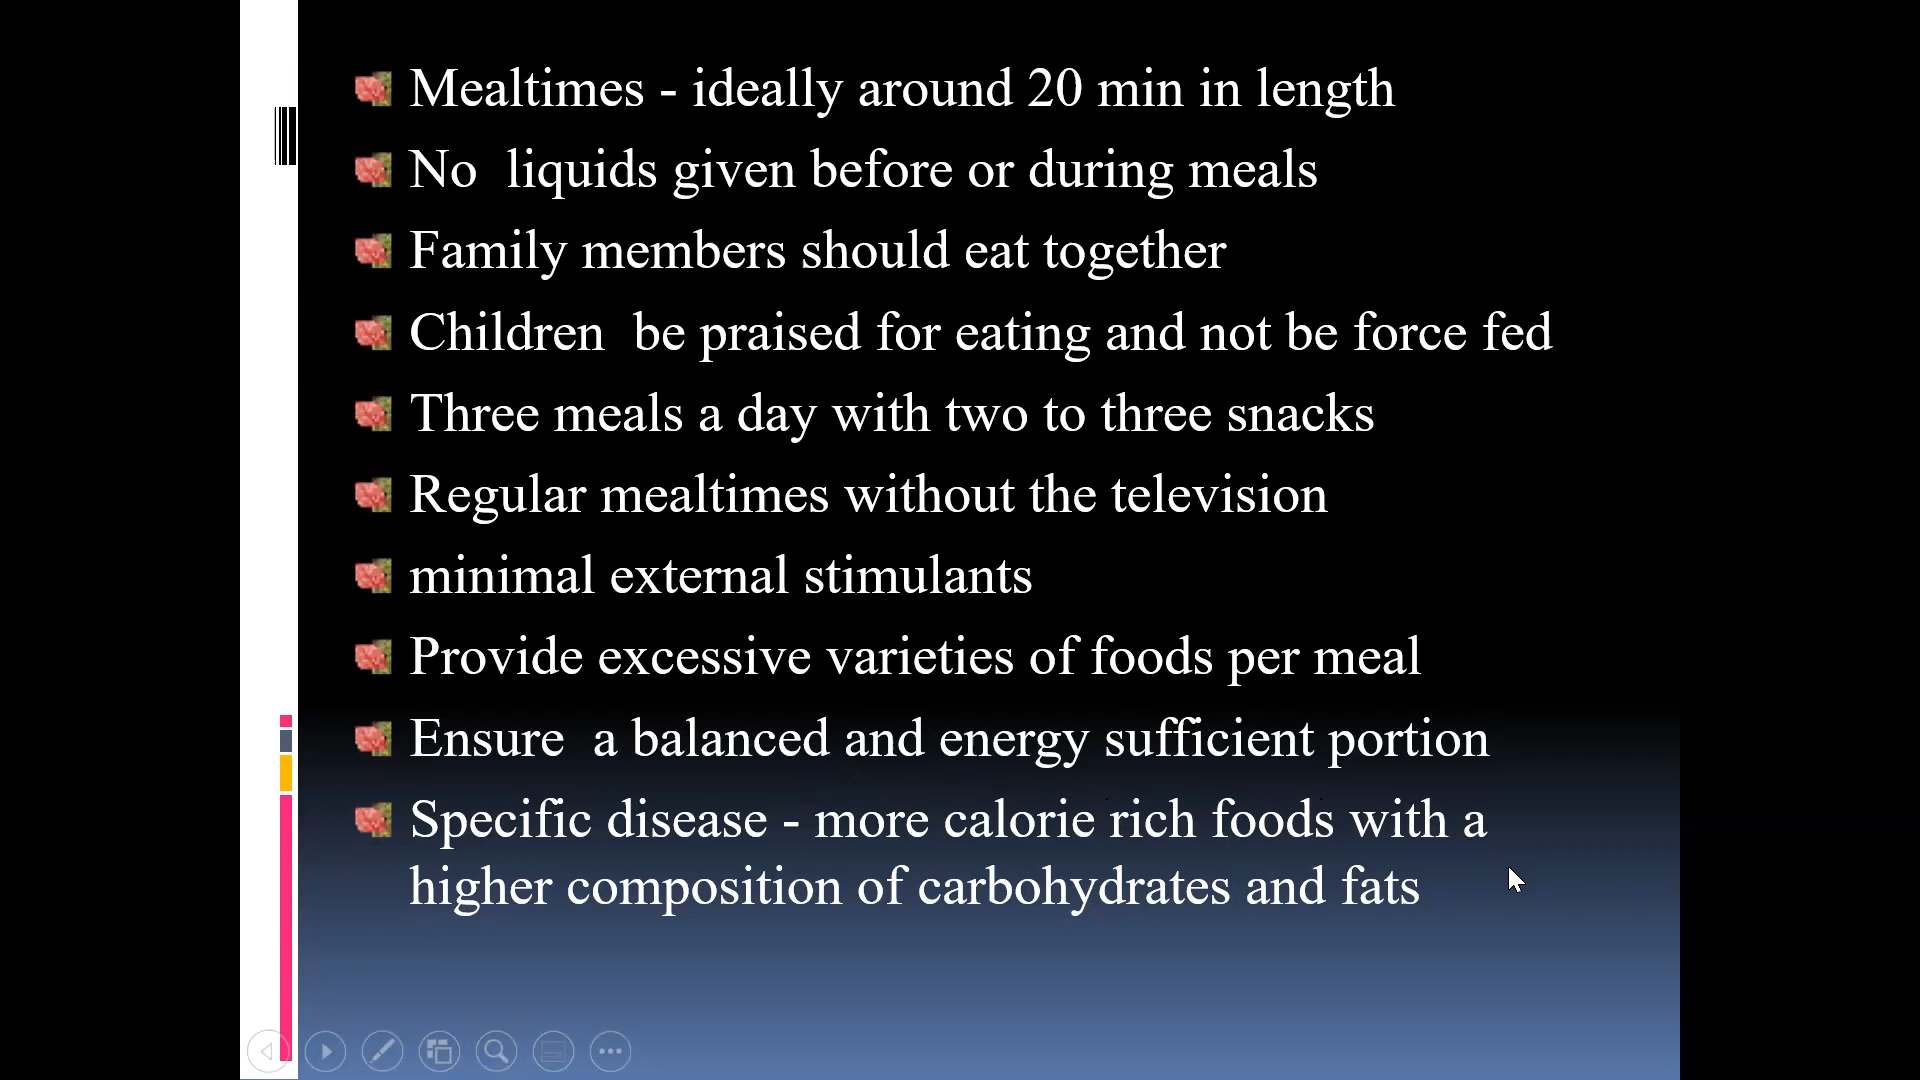 Mealtimes - ideally around 20 min in length
No  liquids given before or during meals
Family members should eat together
Children  be praised for eating and not be force fed
Three meals a day with two to three snacks
Regular mealtimes without the television
minimal external stimulants
Provide excessive varieties of foods per meal
Ensure  a balanced and energy sufficient portion
Specific disease - more calorie rich foods with a
higher composition of carbohydrates and fats